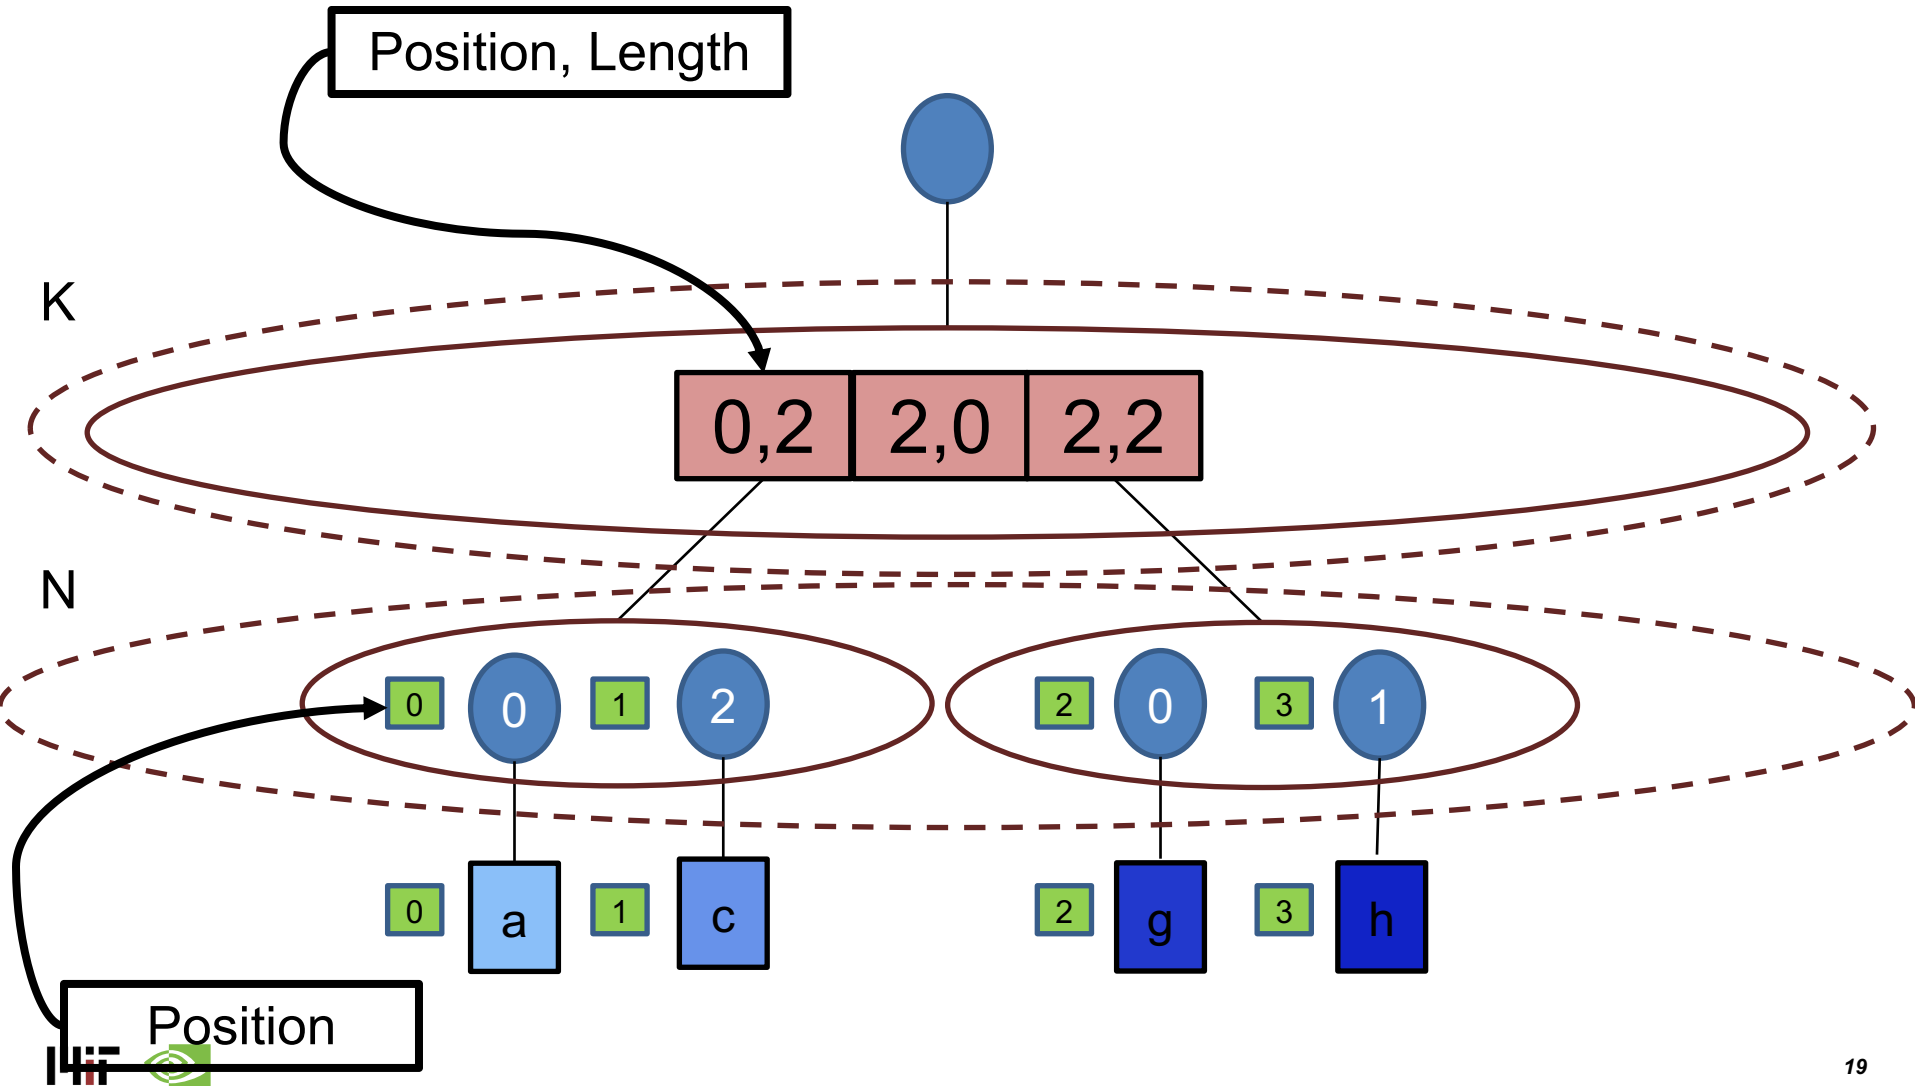 Position, Length
K
0,2 2,0 2,2
N
0 0 1 2 2 0 3 1
0 a 1 c 2 g 3 h
Position
MIT
19